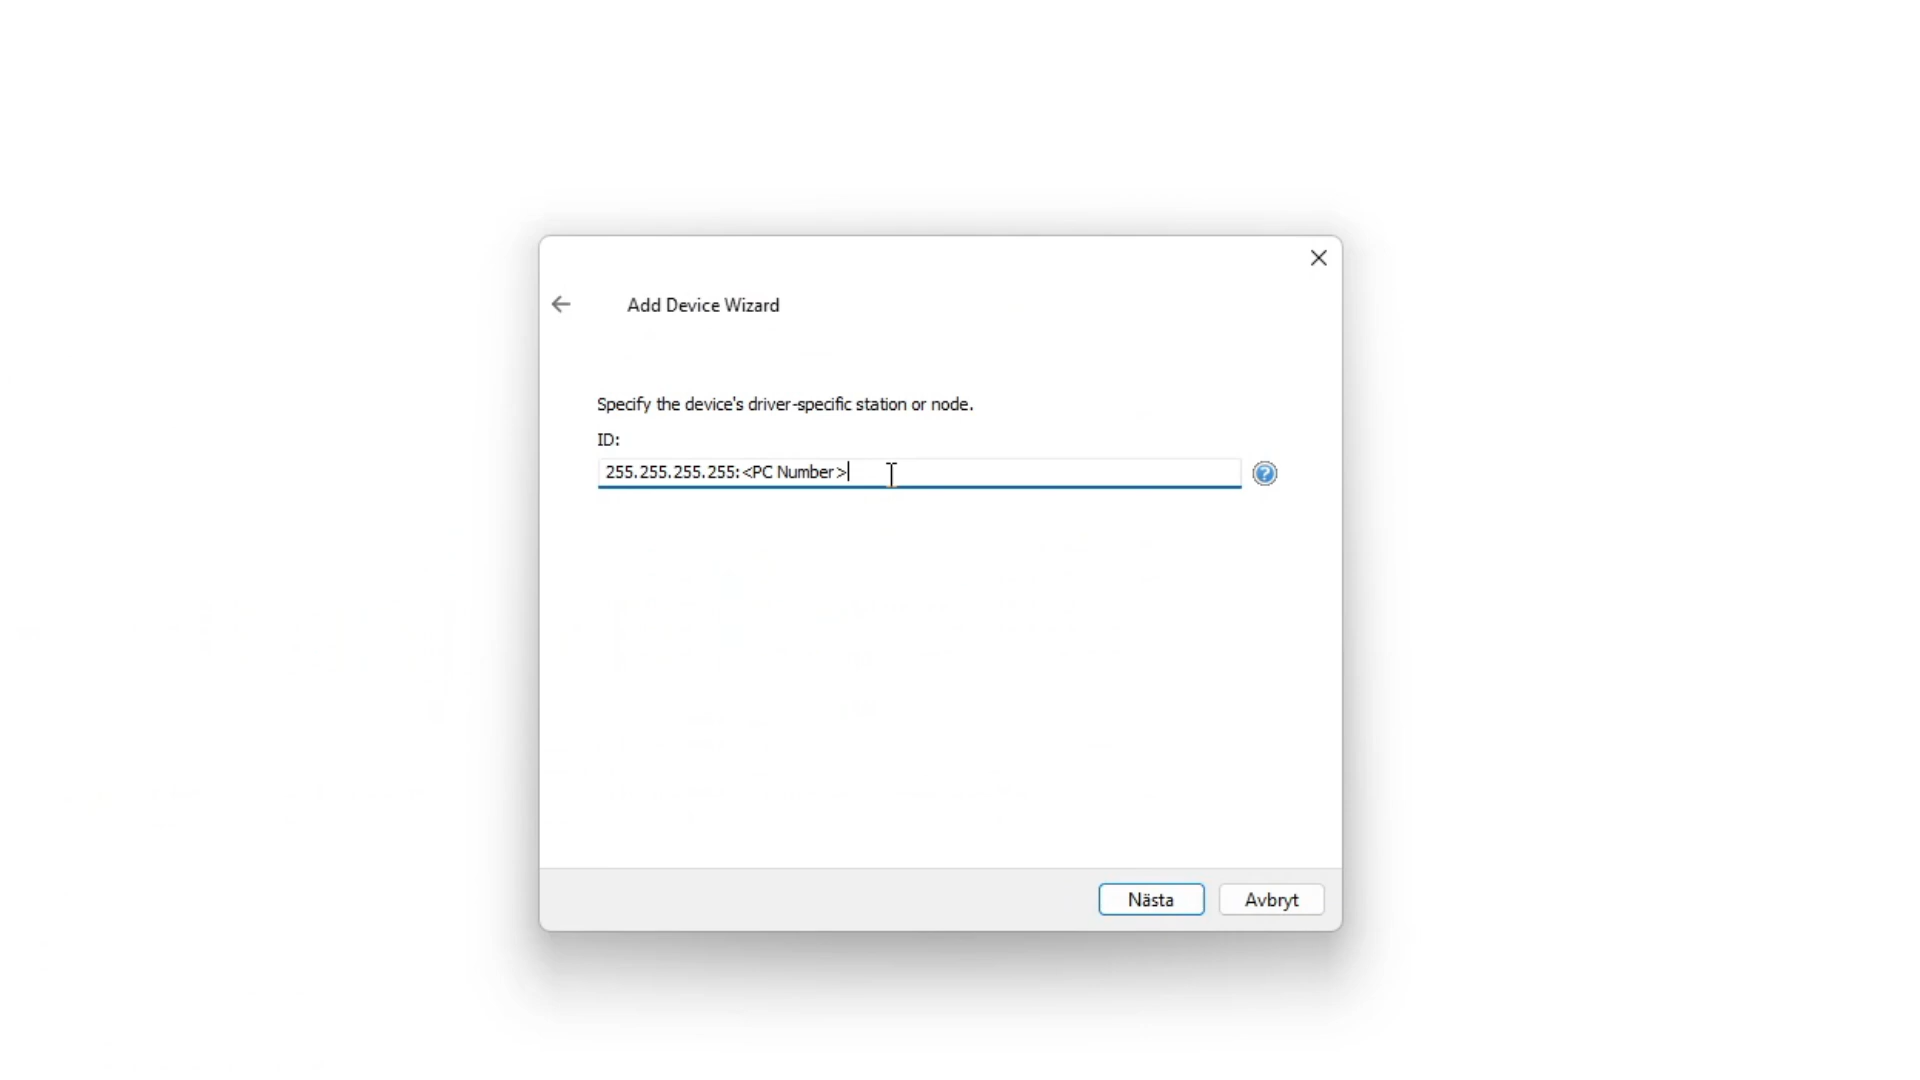 Add Device Wizard
Specify the device's driver-specific station or node.
ID:
255.255.255.255:<PC Number>
Nästa
Avbryt